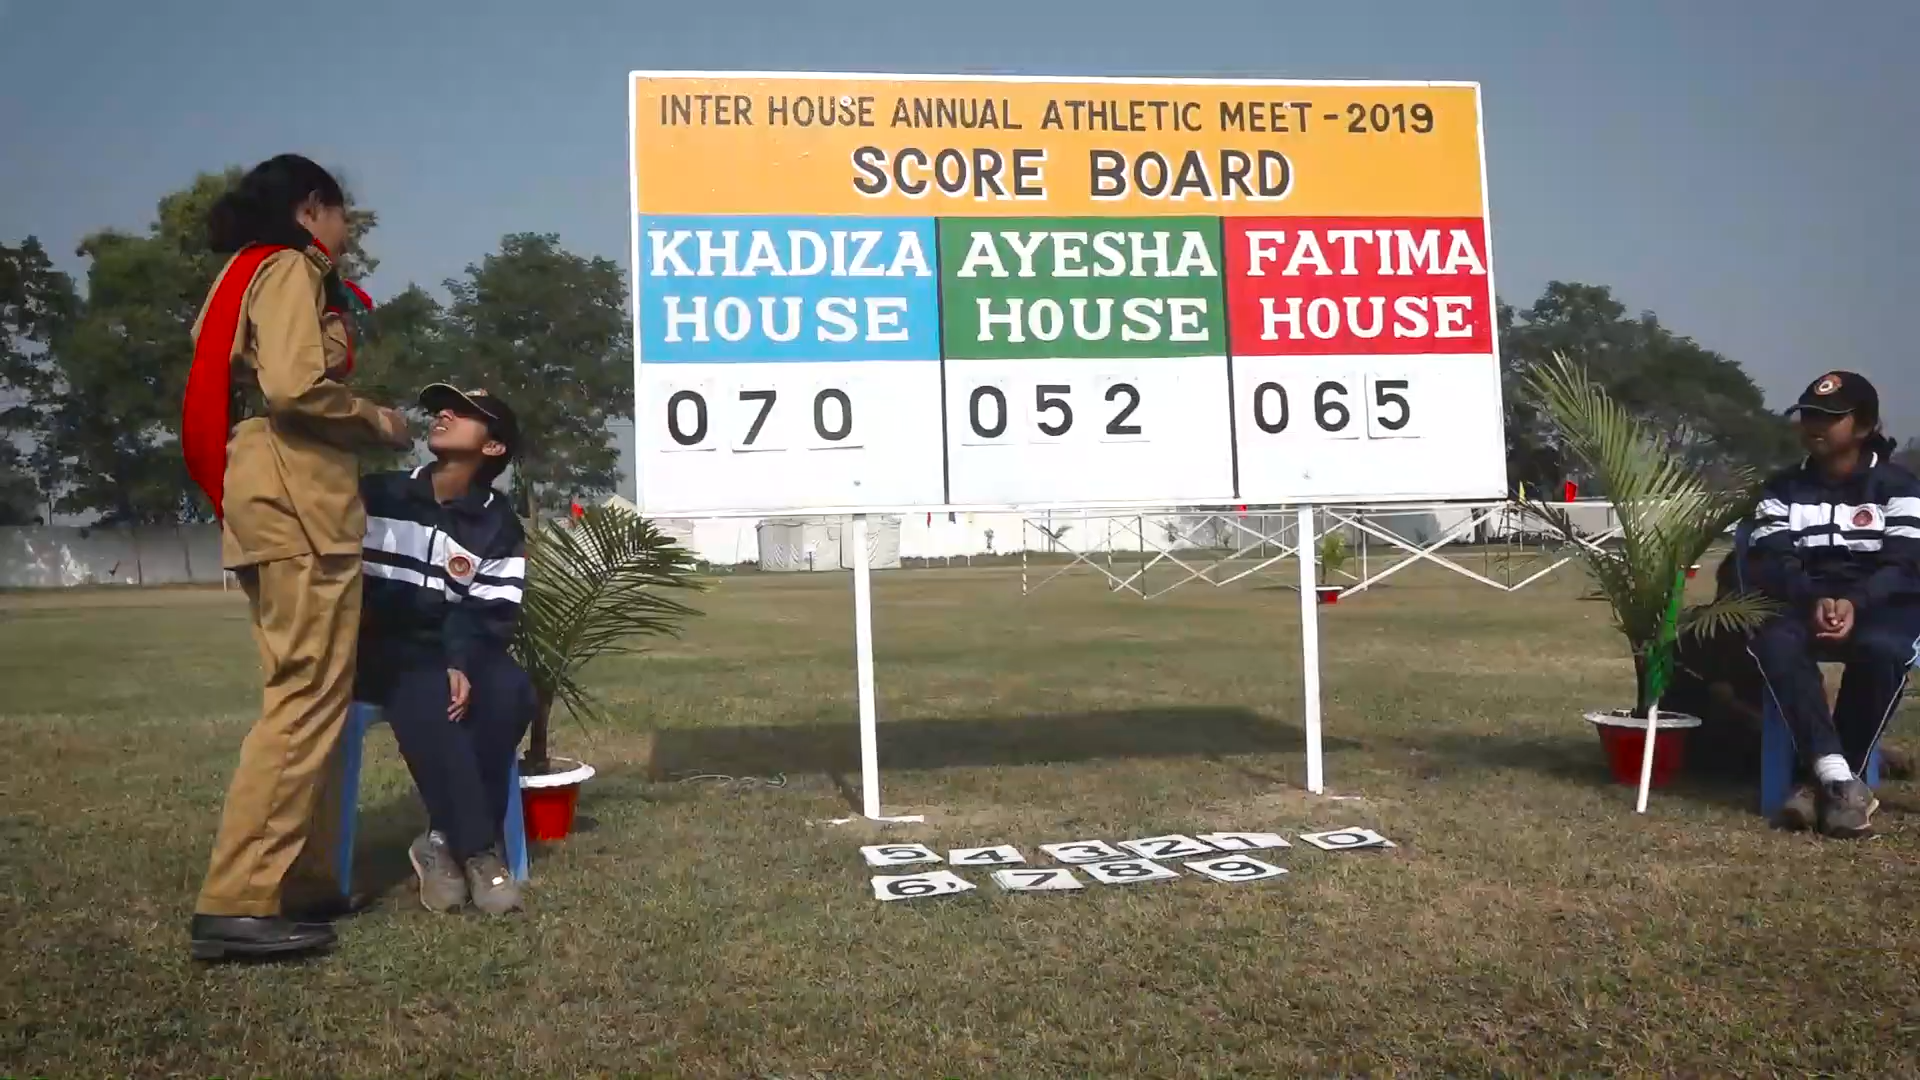 INTER HOUSE ANNUAL ATHLETIC MEET - 2019
SCORE BOARD
KHADIZA HOUSE
AYESHA HOUSE
FATIMA HOUSE
070
052
065
5 4 3 2 1 0
6 7 8 9